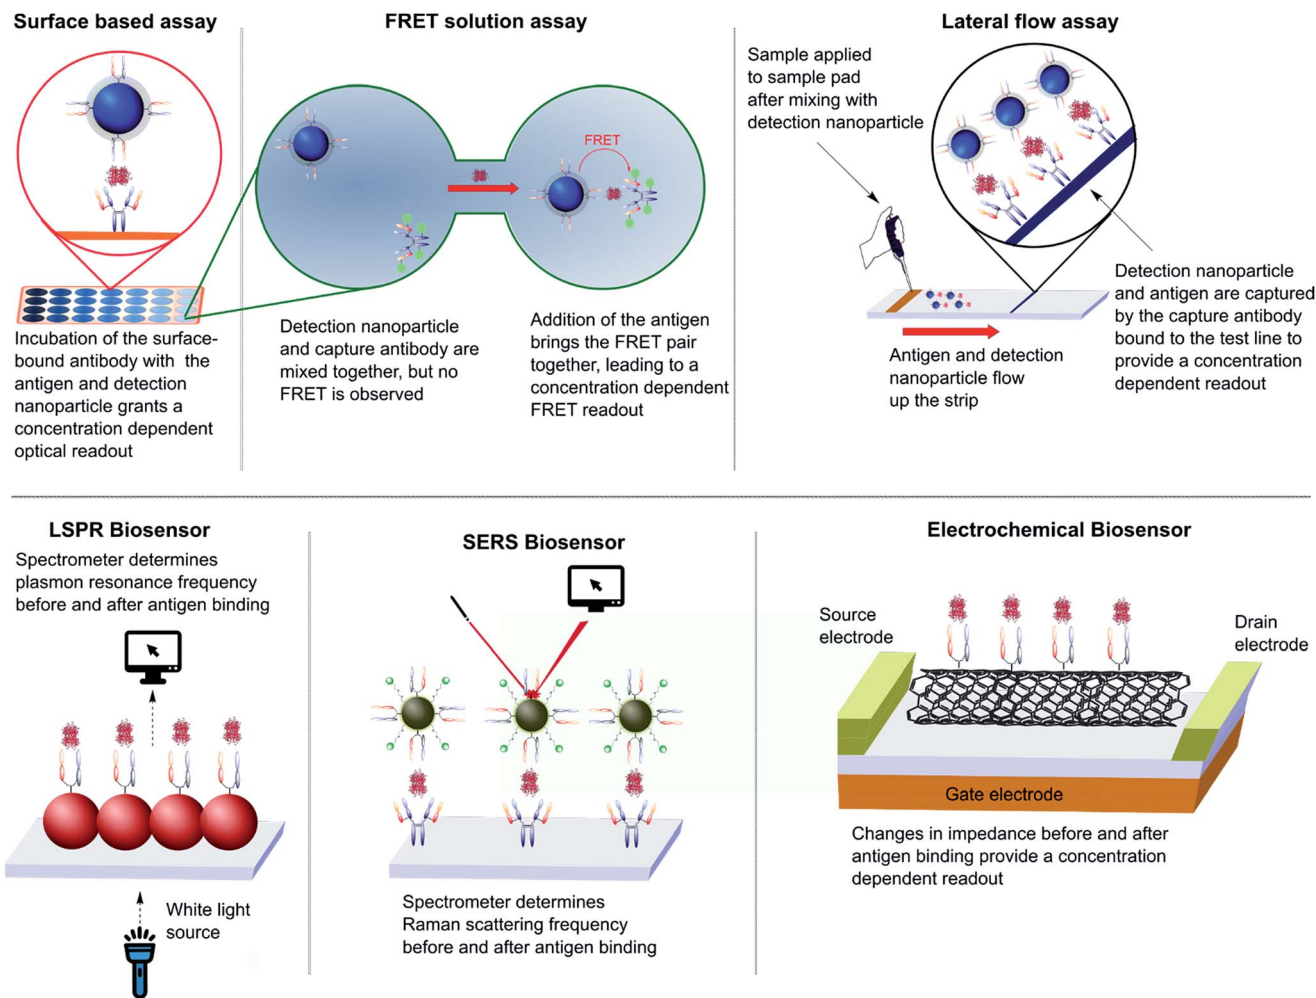 Surface based assay
Incubation of the surface-
bound antibody with the
antigen and detection
nanoparticle grants a
concentration dependent
optical readout
FRET solution assay
FRET
Detection nanoparticle
and capture antibody are
mixed together, but no
FRET is observed
Addition of the antigen
brings the FRET pair
together, leading to a
concentration dependent
FRET readout
Lateral flow assay
Sample applied
to sample pad
after mixing with
detection nanoparticle
Antigen and detection
nanoparticle flow
up the strip
Detection nanoparticle
and antigen are captured
by the capture antibody
bound to the test line to
provide a concentration
dependent readout
LSPR Biosensor
Spectrometer determines
plasmon resonance frequency
before and after antigen binding
White light
source
SERS Biosensor
Spectrometer determines
Raman scattering frequency
before and after antigen binding
Electrochemical Biosensor
Source
electrode
Drain
electrode
Gate electrode
Changes in impedance before and after
antigen binding provide a concentration
dependent readout